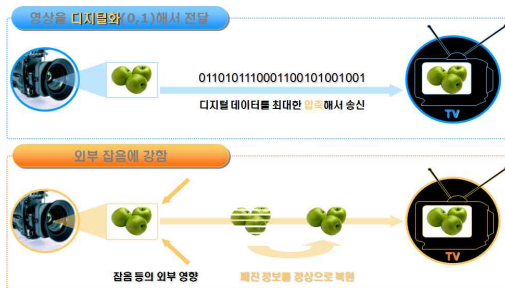 영상을 디지털화(0,1)해서 전달
0110101110001100101001001
디지털 데이터를 최대한 압축해서 송신
TV
외부 잡음에 강함
잡음 등의 외부 영향
깨진 정보를 정상으로 복원
TV